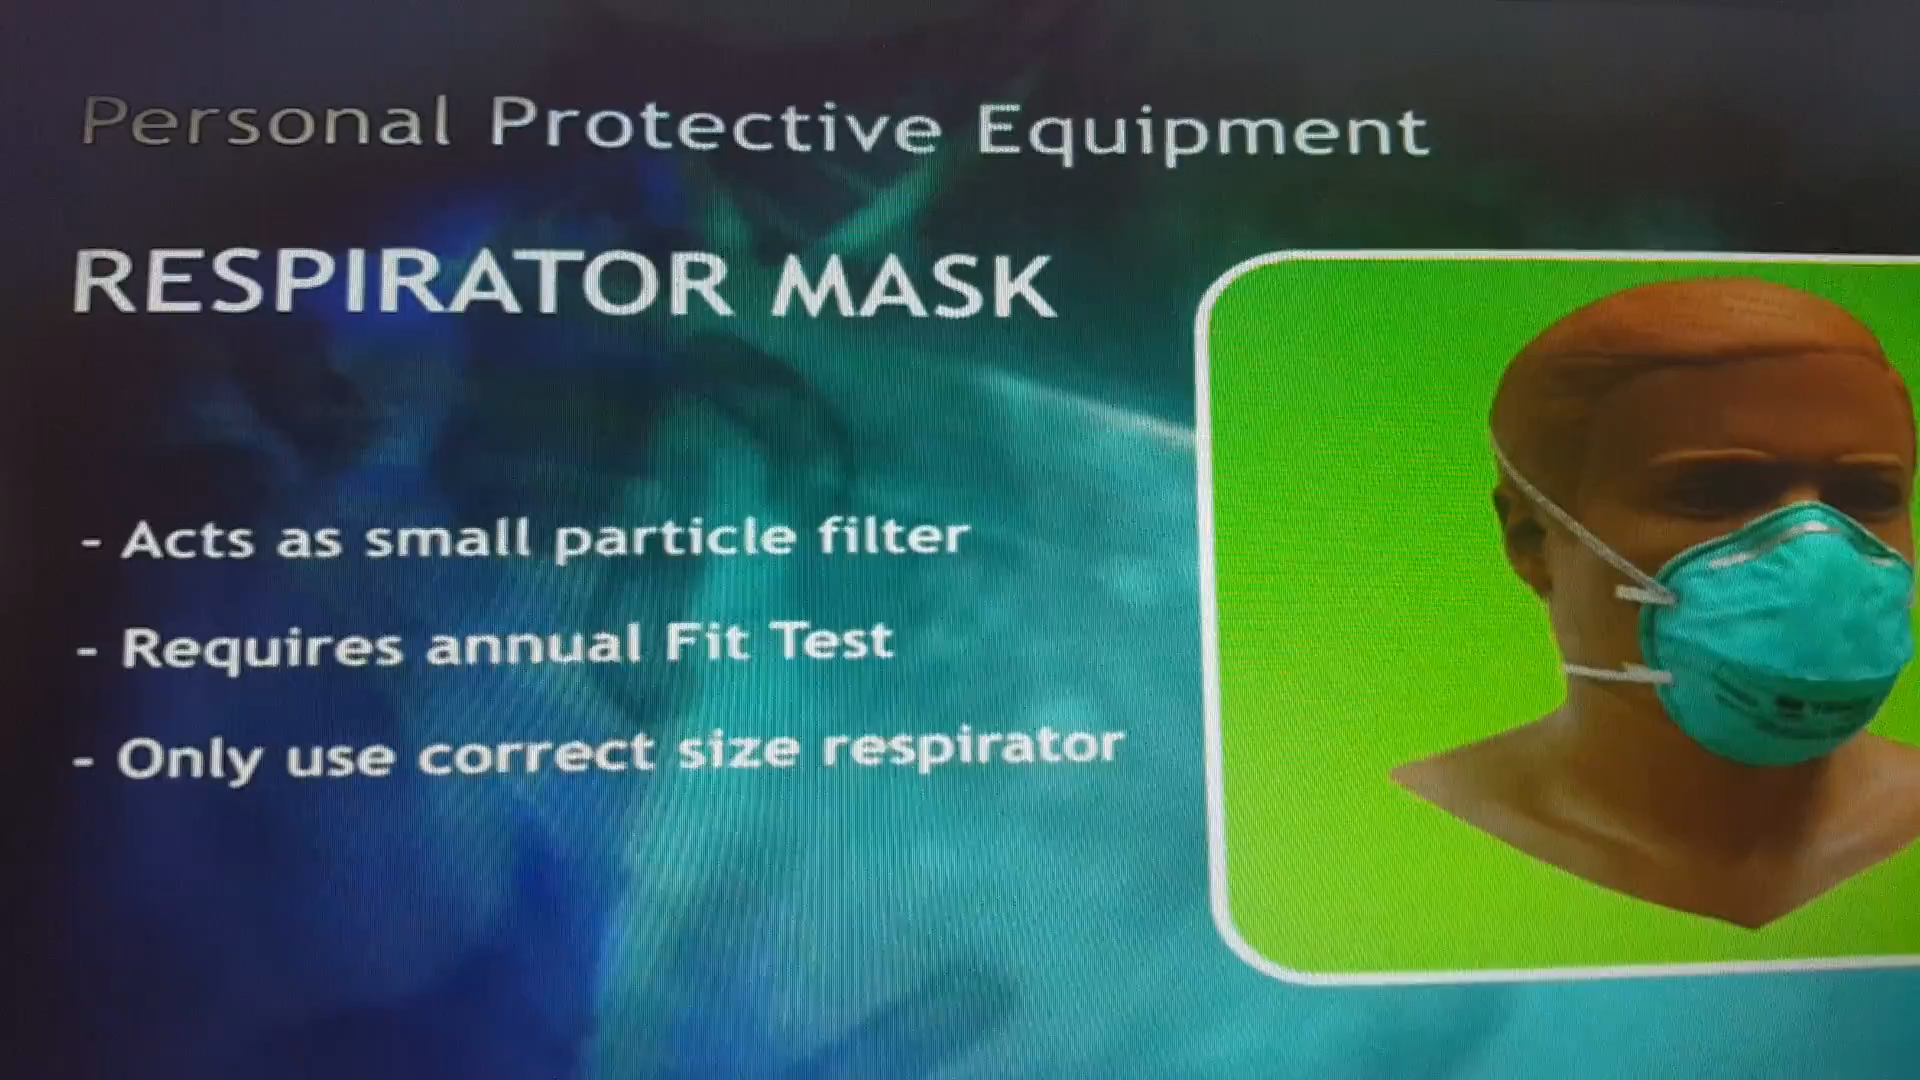 Personal Protective Equipment
RESPIRATOR MASK
- Acts as small particle filter
- Requires annual Fit Test
- Only use correct size respirator